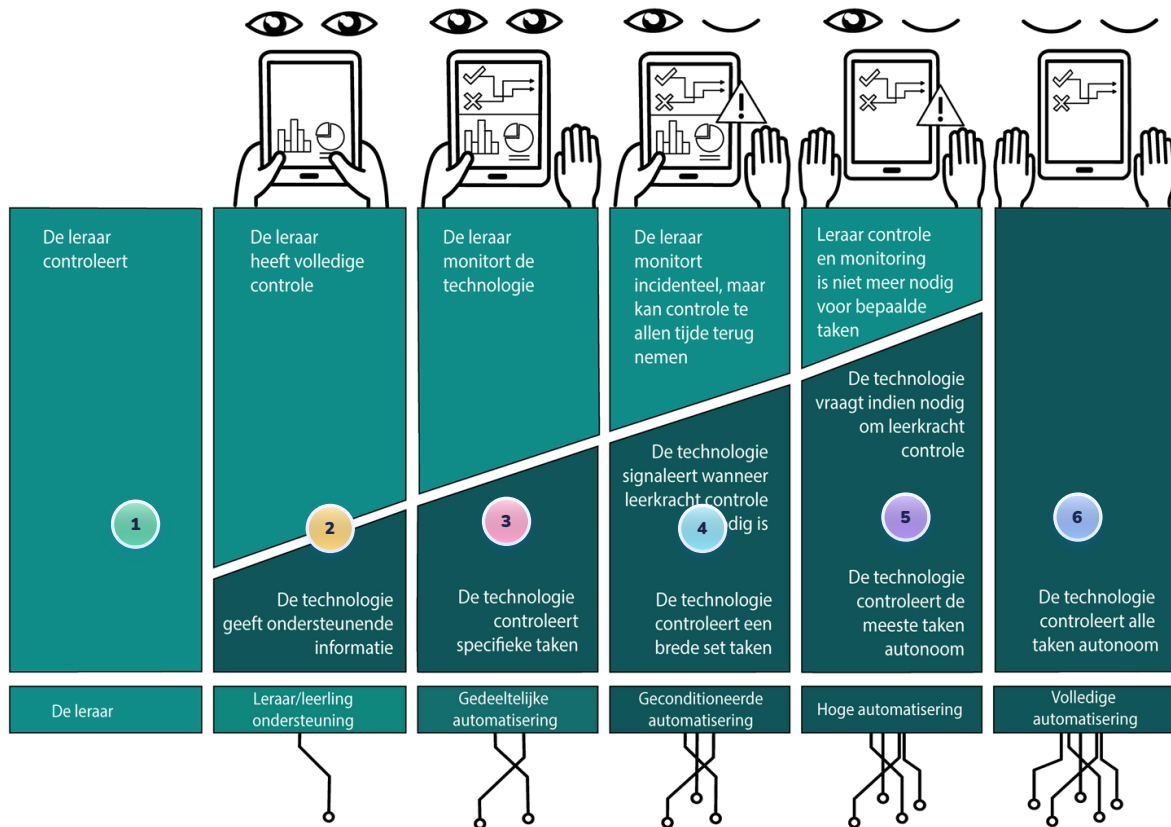 De leraar
controleert
De leraar
heeft volledige
controle
De leraar
monitort de
technologie
De leraar
monitort
incidenteel, maar
kan controle te
allen tijde terug
nemen
Leraar controle
en monitoring
is niet meer nodig
voor bepaalde
taken
De technologie
vraagt indien nodig
om leerkracht
controle
De technologie
signaleert wanneer
leerkracht controle
is
1
2
3
4
5
6
De technologie
geeft ondersteunende
informatie
De technologie
controleert
specifieke taken
De technologie
controleert een
brede set taken
De technologie
controleert de
meeste taken
autonoom
De technologie
controleert alle
taken autonoom
De leraar
Leraar/leerling
ondersteuning
Gedeeltelijke
automatisering
Geconditioneerde
automatisering
Hoge automatisering
Volledige
automatisering